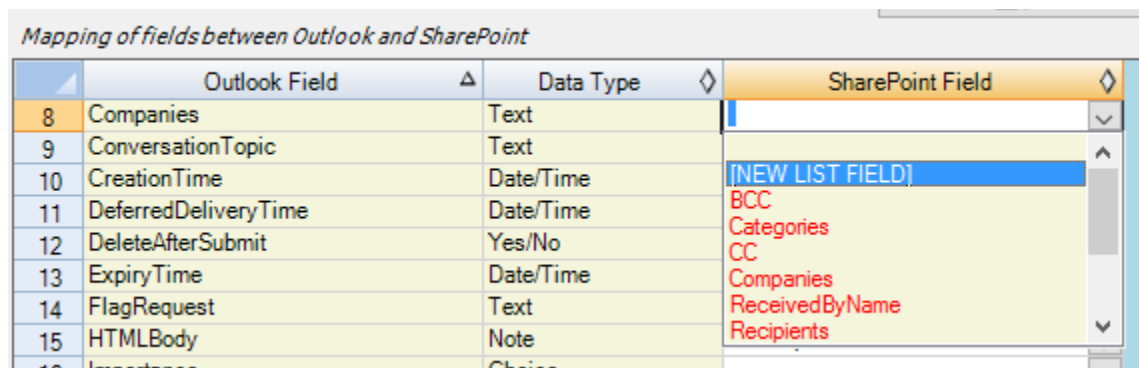 Mapping of fields between Outlook and SharePoint
Outlook Field Data Type SharePoint Field
8 Companies Text
9 ConversationTopic Text
10 CreationTime Date/Time [NEW LIST FIELD]
11 DeferredDeliveryTime Date/Time BCC
12 DeleteAfterSubmit Yes/No Categories
CC
13 ExpiryTime Date/Time Companies
14 FlagRequest Text ReceivedByName
15 HTMLBody Note Recipients